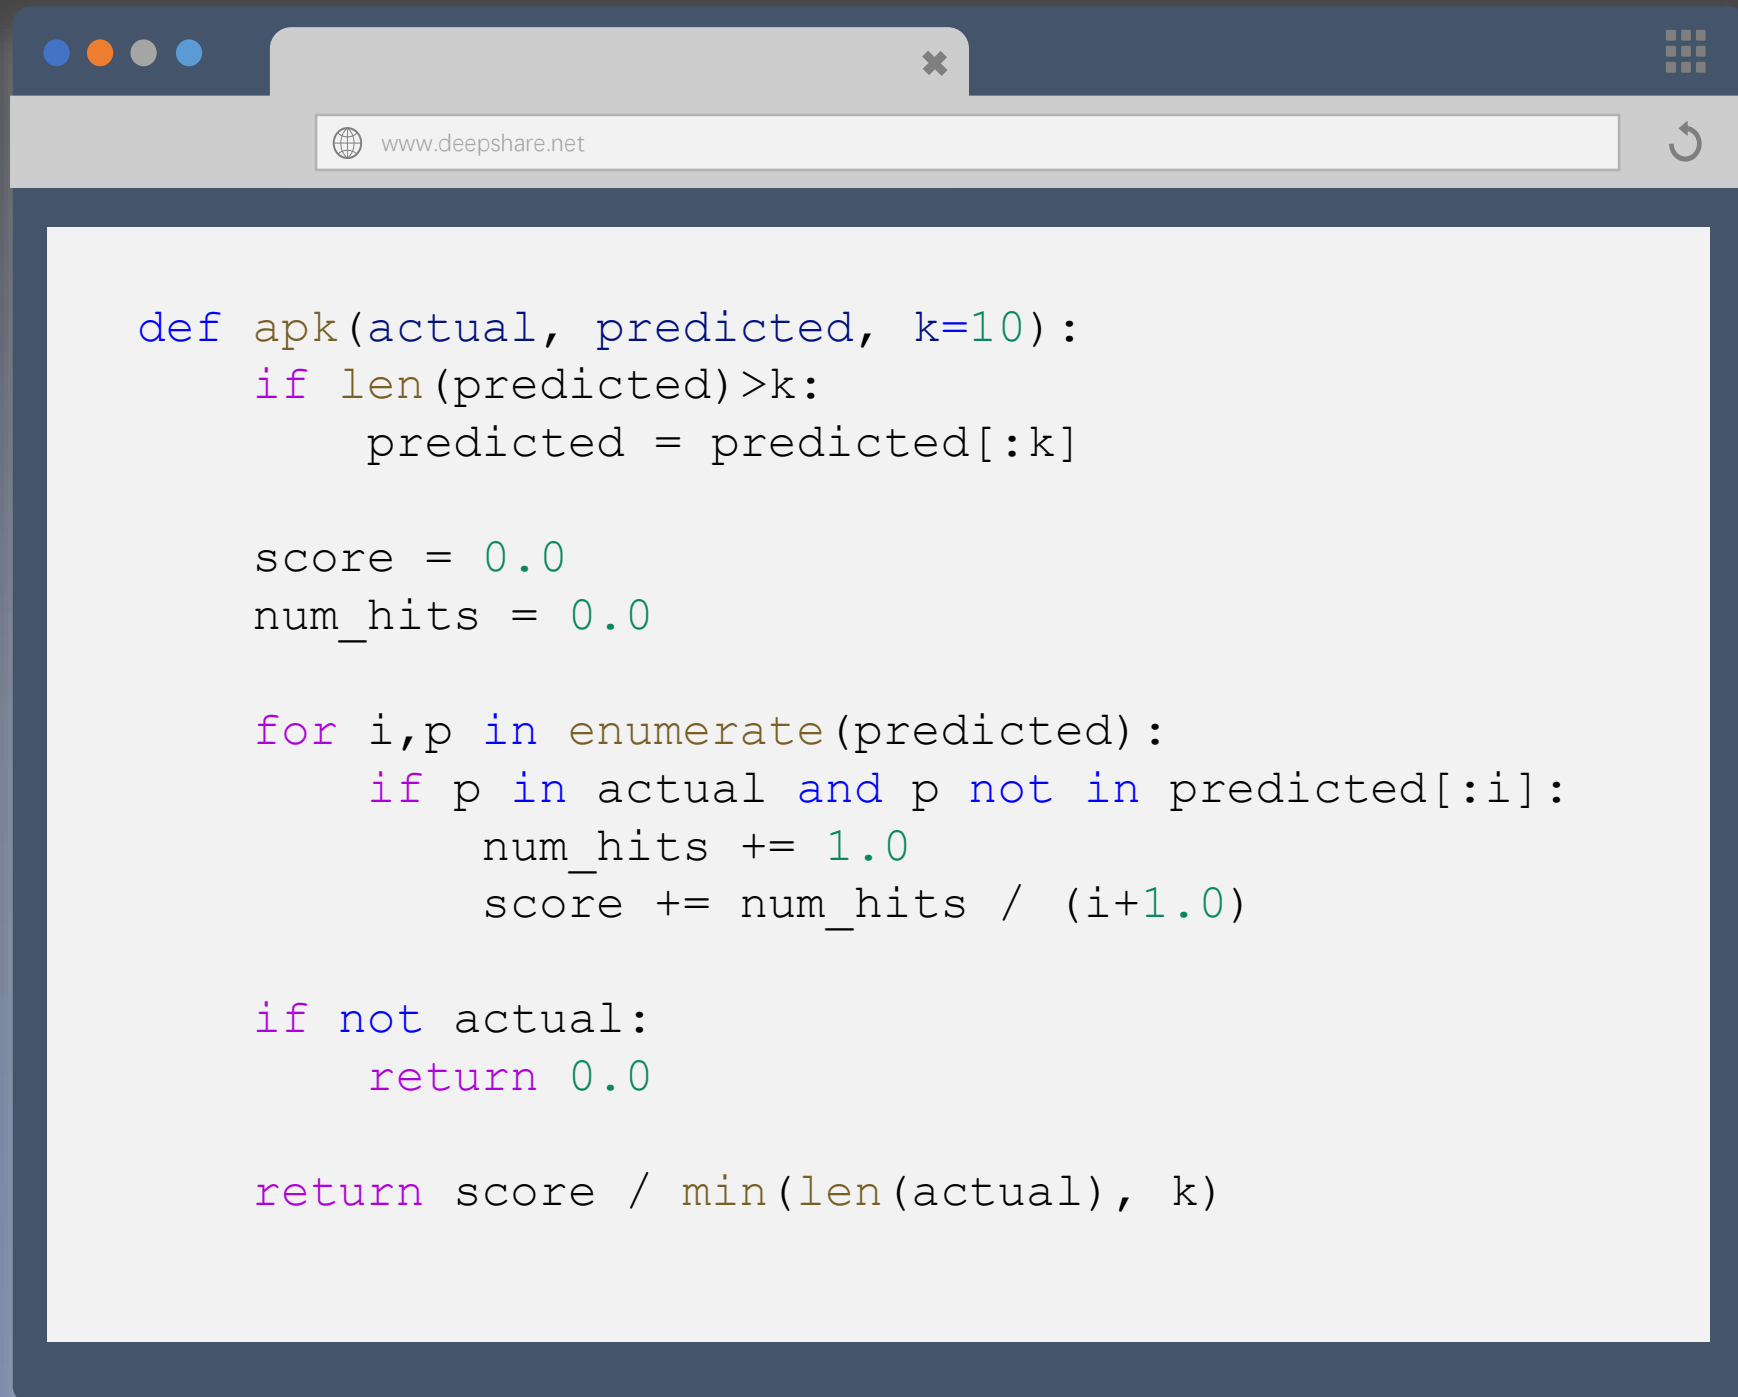 www.deepshare.net
def apk(actual, predicted, k=10):
    if len(predicted)>k:
        predicted = predicted[:k]
    score = 0.0
    num_hits = 0.0
    for i,p in enumerate(predicted):
        if p in actual and p not in predicted[:i]:
            num_hits += 1.0
            score += num_hits / (i+1.0)
    if not actual:
        return 0.0
    return score / min(len(actual), k)